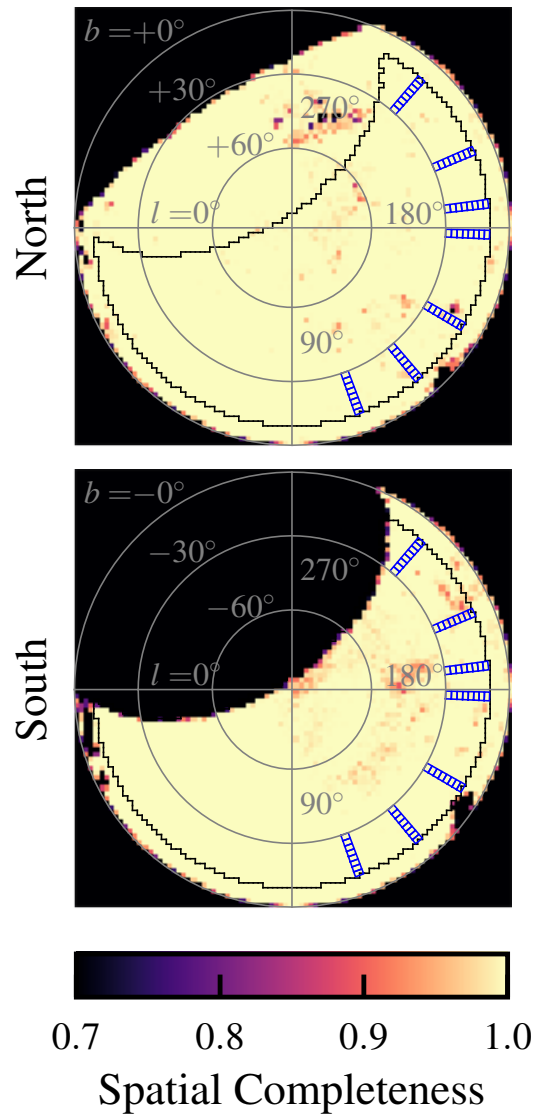 b = +0°
+30°
270°
+60°
l = 0°
180°
90°
North
b = −0°
−30°
270°
−60°
l = 0°
180°
90°
South
0.7 0.8 0.9 1.0
Spatial Completeness